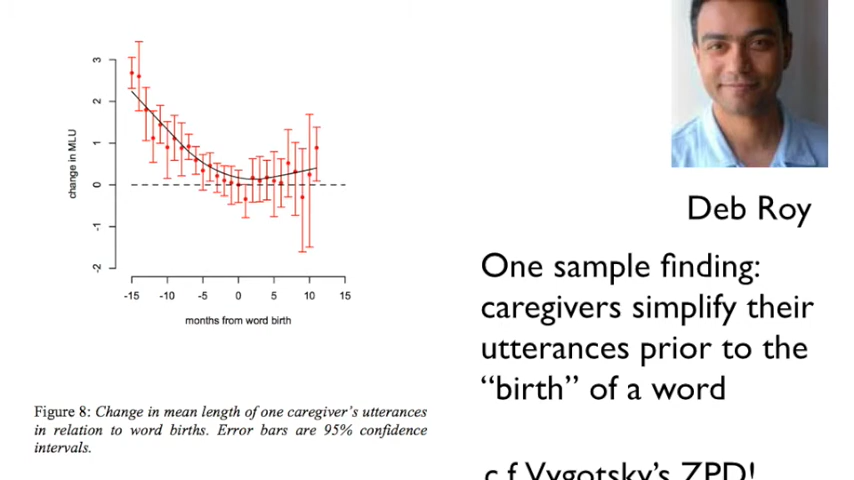 3
2
1
0
-1
-2
change in MLU
-15 -10 -5 0 5 10 15
months from word birth
Figure 8: Change in mean length of one caregiver's utterances
in relation to word births. Error bars are 95% confidence
intervals.
Deb Roy
One sample finding:
caregivers simplify their
utterances prior to the
“birth” of a word
c.f Vygotsky's ZPD!